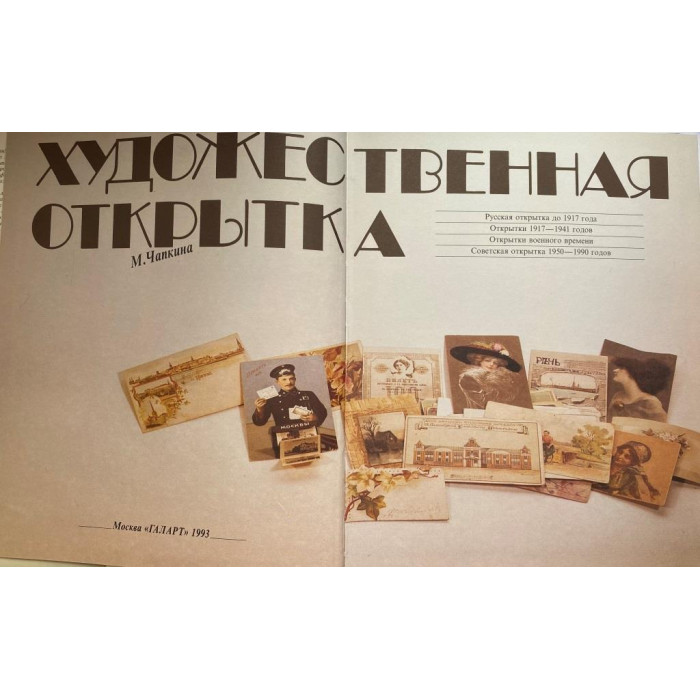 ХУДОЖЕСТВЕННАЯ
ОТКРЫТКА
М.Чапкина
Русская открытка до 1917 года
Открытки 1917—1941 годов
Открытки военного времени
Советская открытка 1950—1990 годов
МОСКВЫ
Москва «ГАЛАРТ» 1993